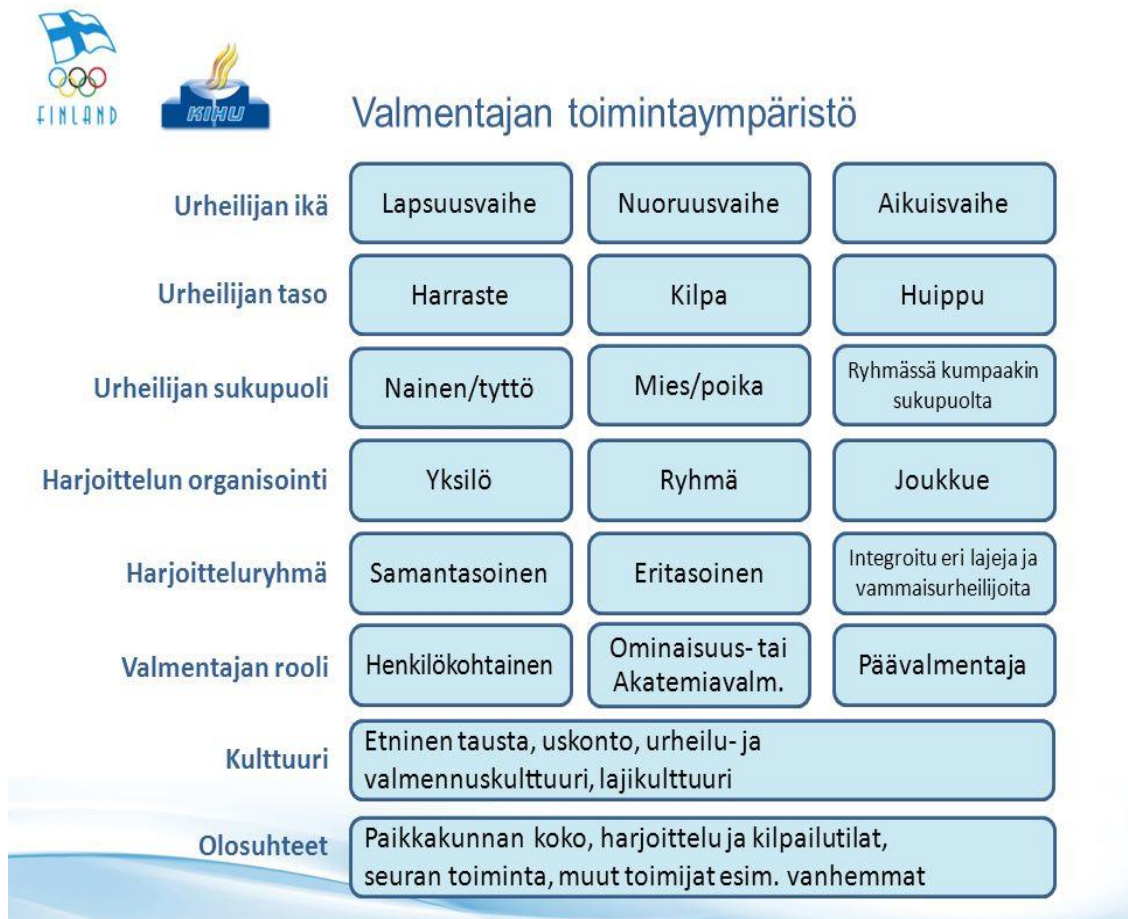 FINLAND
KIHU
Valmentajan toimintaympäristö
Urheilijan ikä
Lapsuusvaihe
Nuoruusvaihe
Aikuisvaihe
Urheilijan taso
Harraste
Kilpa
Huippu
Urheilijan sukupuoli
Nainen/tyttö
Mies/poika
Ryhmässä kumpaakin
sukupuolta
Harjoittelun organisointi
Yksilö
Ryhmä
Joukkue
Harjoitteluryhmä
Samantasoinen
Eritasoinen
Integroitu eri lajeja ja
vammaisurheilijoita
Valmentajan rooli
Henkilökohtainen
Ominaisuus- tai
Akatemiavalm.
Päävalmentaja
Kulttuuri
Etninen tausta, uskonto, urheilu- ja
valmennuskulttuuri, lajikulttuuri
Olosuhteet
Paikkakunnan koko, harjoittelu ja kilpailutilat,
seuran toiminta, muut toimijat esim. vanhemmat